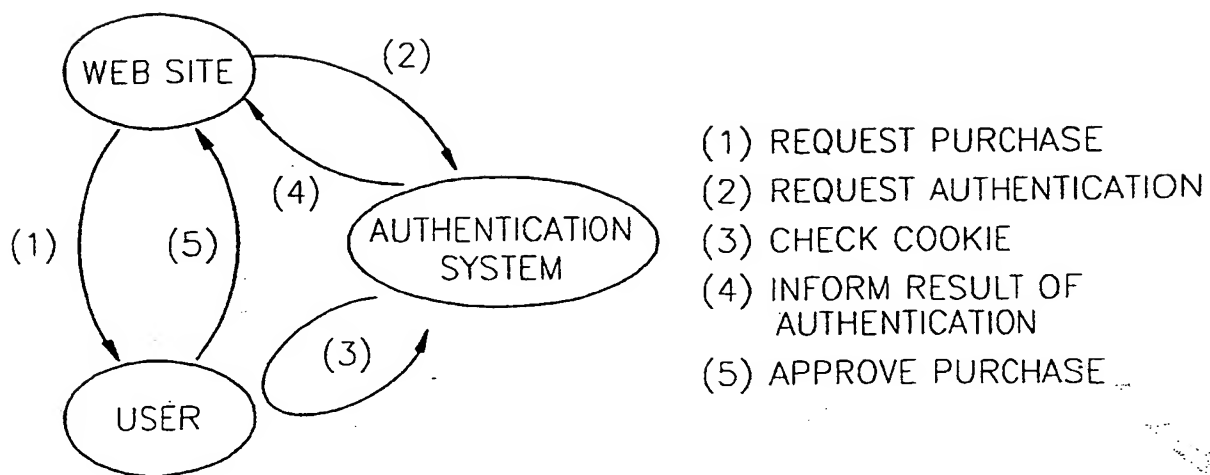 WEB SITE
(2)
(4)
(1)
(5)
AUTHENTICATION
SYSTEM
(3)
USER
(1) REQUEST PURCHASE
(2) REQUEST AUTHENTICATION
(3) CHECK COOKIE
(4) INFORM RESULT OF
AUTHENTICATION
(5) APPROVE PURCHASE